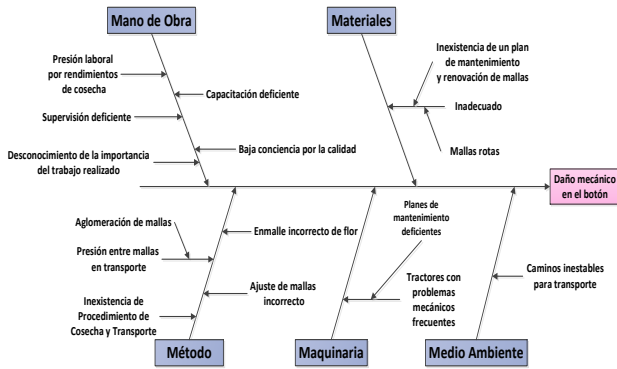 Mano de Obra
Materiales
Presión laboral
por rendimientos
de cosecha
Capacitación deficiente
Supervisión deficiente
Baja conciencia por la calidad
Desconocimiento de la importancia
del trabajo realizado
Inexistencia de un plan
de mantenimiento
y renovación de mallas
Inadecuado
Mallas rotas
Daño mecánico
en el botón
Aglomeración de mallas
Enmalle incorrecto de flor
Presión entre mallas
en transporte
Ajuste de mallas
incorrecto
Inexistencia de
Procedimiento de
Cosecha y Transporte
Planes de
mantenimiento
deficientes
Tractores con
problemas
mecánicos
frecuentes
Caminos inestables
para transporte
Método
Maquinaria
Medio Ambiente